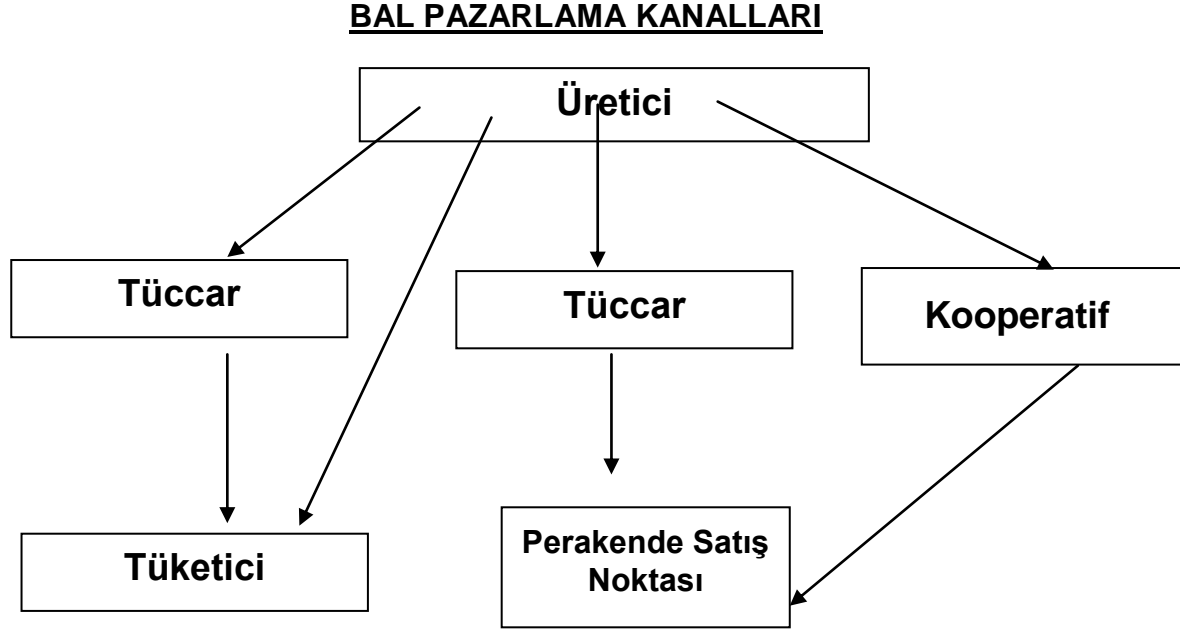 BAL PAZARLAMA KANALLARI
Üretici
Tüccar
Tüccar
Kooperatif
Tüketici
Perakende Satış
Noktası